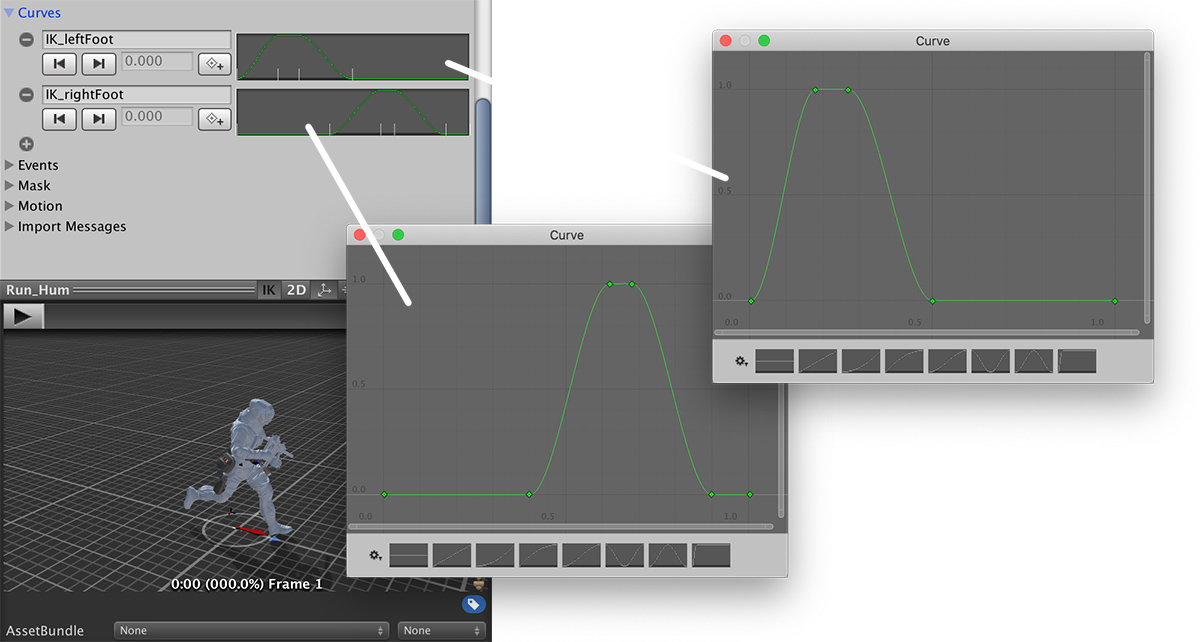 Curves
IK_leftFoot
0.000
IK_rightFoot
0.000
Events
Mask
Motion
Import Messages
Run_Hum
IK
2D
0:00 (000.0%) Frame 1
AssetBundle
None
None
Curve
1.0
0.5
0.0
0.0
0.5
1.0
Curve
1.0
0.5
0.0
0.0
0.5
1.0